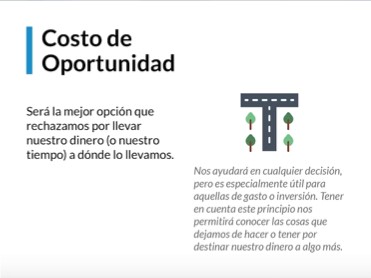 Costo de
Oportunidad
Será la mejor opción que
rechazamos por llevar
nuestro dinero (o nuestro
tiempo) a dónde lo llevamos.
Nos ayudará en cualquier decisión,
pero es especialmente útil para
aquellas de gasto o inversión. Tener
en cuenta este principio nos
permitirá conocer las cosas que
dejamos de hacer o tener por
destinar nuestro dinero a algo más.